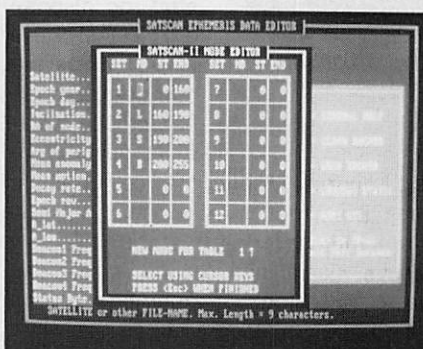 SATSCAN EPHEMERIS DATA EDITOR
SATSCAN-II MODE EDITOR
SET MD ST END SET MD ST END
1 0 160 7 0 0
2 L 160 190 8 0 0
3 S 190 200 9 0 0
4 B 200 255 10 0 0
5 0 0 11 0 0
6 0 0 12 0 0
Satellite...
Epoch year..
Epoch day...
Inclination.
RA of node..
Eccentricity
Arg of perig
Mean anomaly
Mean motion.
Decay rate..
Epoch rev...
Semi Major A
Beacon1 Freq
Beacon2 Freq
Beacon3 Freq
Beacon4 Freq
Status Byte.
NEW MODE FOR TABLE 1 ?
SELECT USING CURSOR KEYS
PRESS <Esc> WHEN FINISHED
SATELLITE or other FILE-NAME. Max. Length = 9 characters.